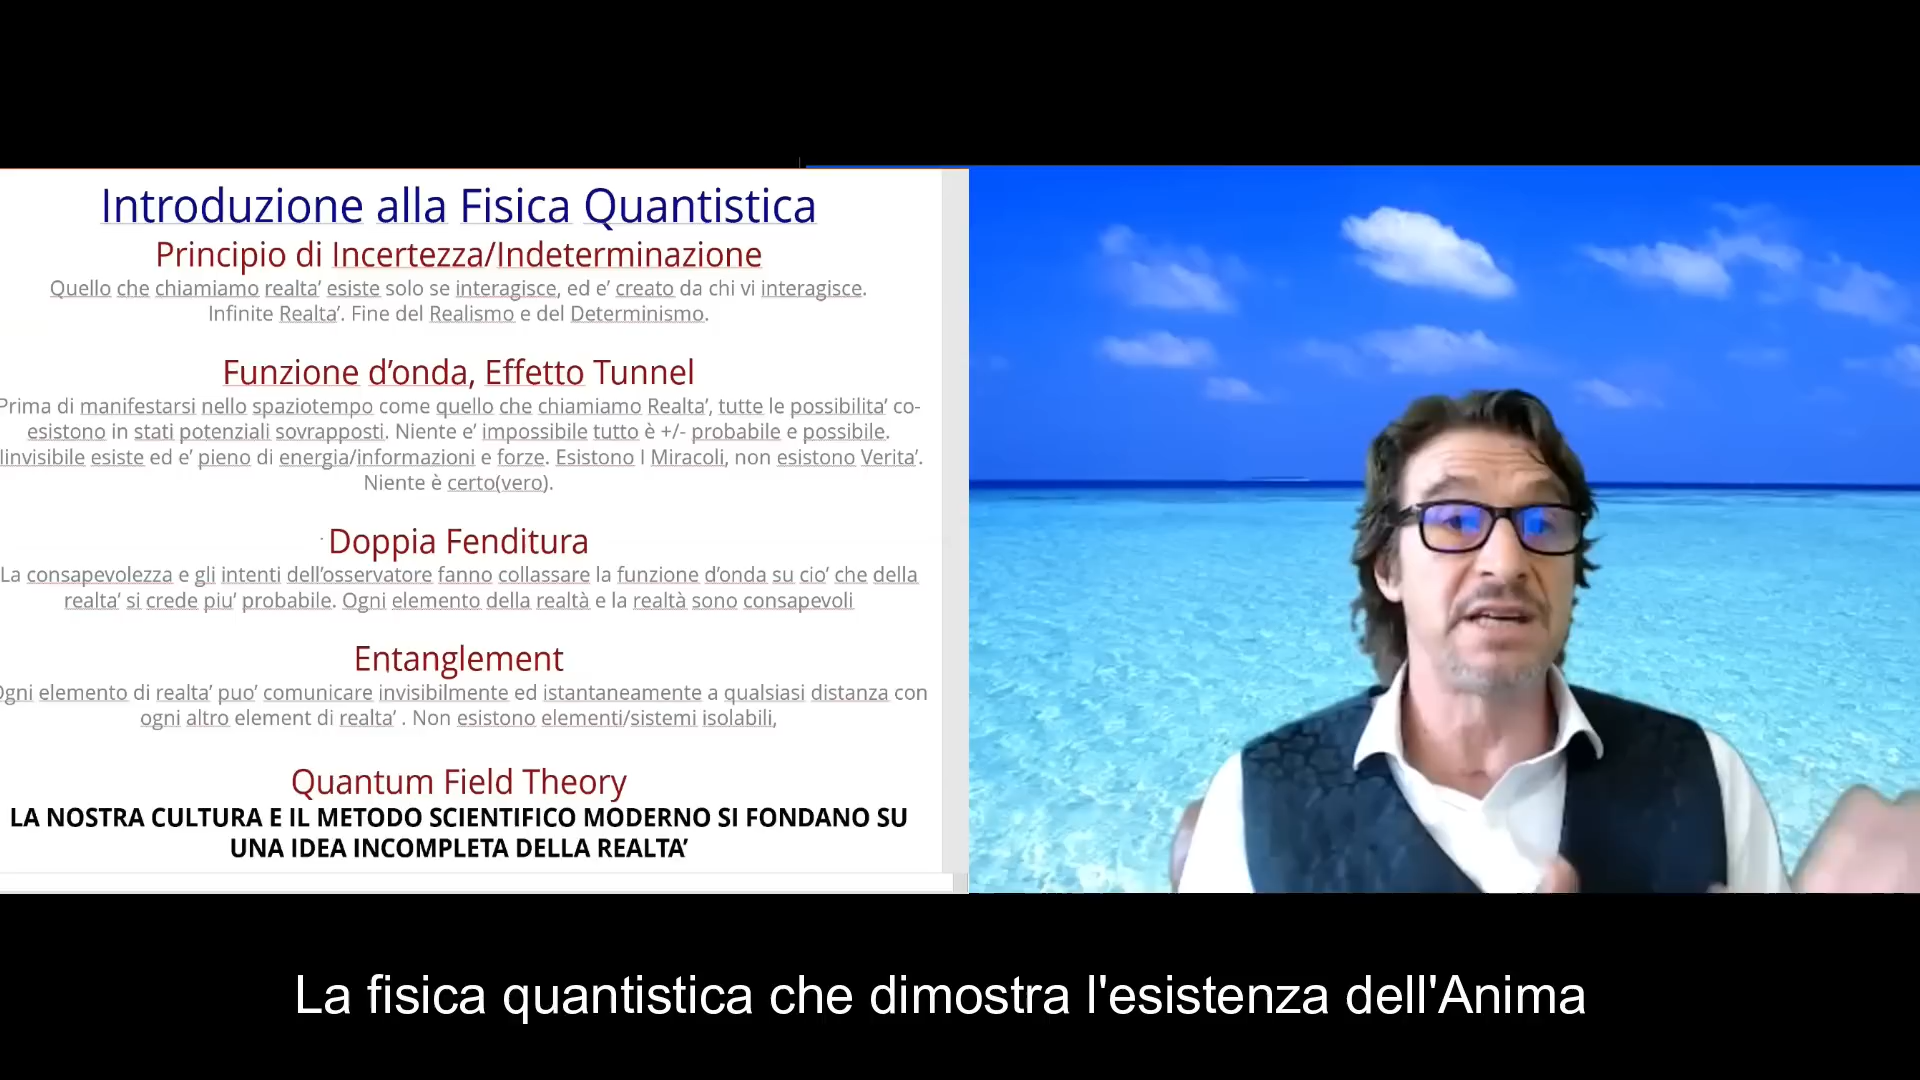 Introduzione alla Fisica Quantistica
Principio di Incertezza/Indeterminazione
Quello che chiamiamo realta’ esiste solo se interagisce, ed e’ creato da chi vi interagisce.
Infinite Realta’. Fine del Realismo e del Determinismo.
Funzione d’onda, Effetto Tunnel
Prima di manifestarsi nello spaziotempo come quello che chiamiamo Realta’, tutte le possibilita’ co-
esistono in stati potenziali sovrapposti. Niente e’ impossibile tutto è +/- probabile e possibile.
linvisibile esiste ed e’ pieno di energia/informazioni e forze. Esistono I Miracoli, non esistono Verita’.
Niente è certo(vero).
Doppia Fenditura
La consapevolezza e gli intenti dell’osservatore fanno collassare la funzione d’onda su cio’ che della
realta’ si crede piu’ probabile. Ogni elemento della realtà e la realtà sono consapevoli
Entanglement
Ogni elemento di realta’ puo’ comunicare invisibilmente ed istantaneamente a qualsiasi distanza con
ogni altro element di realta’ . Non esistono elementi/sistemi isolabili,
Quantum Field Theory
LA NOSTRA CULTURA E IL METODO SCIENTIFICO MODERNO SI FONDANO SU
UNA IDEA INCOMPLETA DELLA REALTA’
La fisica quantistica che dimostra l'esistenza dell'Anima